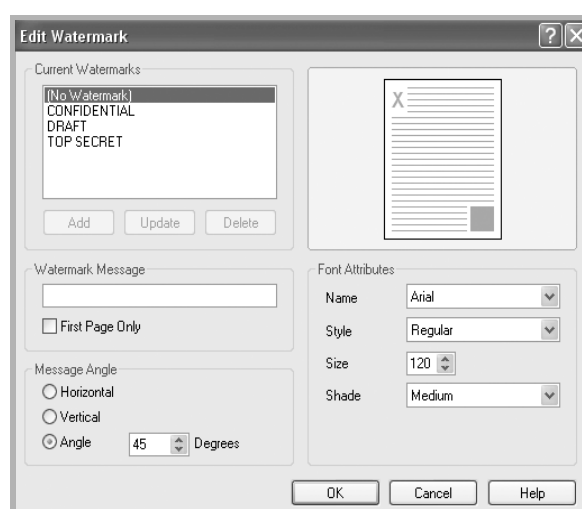 Edit Watermark
Current Watermarks
(No Watermark)
CONFIDENTIAL
DRAFT
TOP SECRET
Add Update Delete
X
Watermark Message
First Page Only
Message Angle
Horizontal
Vertical
Angle 45 Degrees
Font Attributes
Name Arial
Style Regular
Size 120
Shade Medium
OK Cancel Help